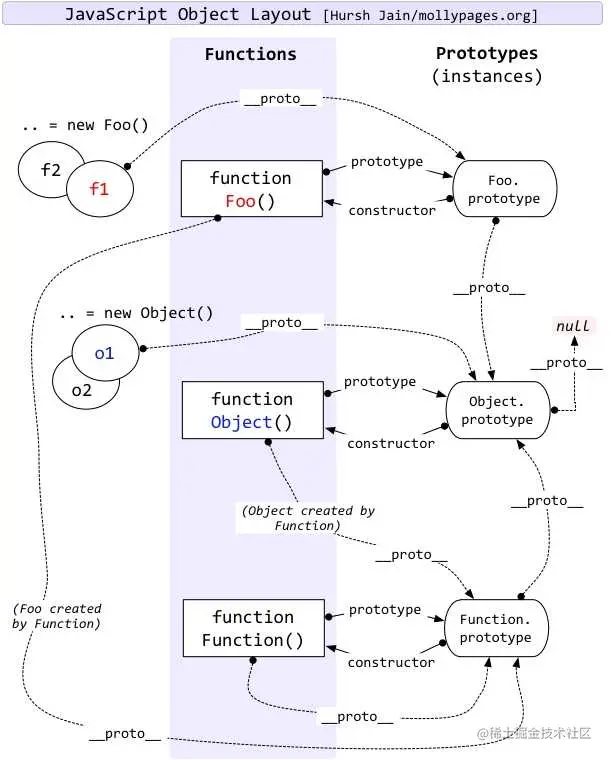 JavaScript Object Layout [Hursh Jain/mollypages.org]
Functions
Prototypes
(instances)
__proto__
.. = new Foo()
f2
f1
function
Foo()
prototype
constructor
Foo.
prototype
__proto__
null
.. = new Object()
__proto__
__proto__
o1
o2
function
Object()
prototype
constructor
Object.
prototype
(Object created by
Function)
__proto__
__proto__
(Foo created
by Function)
function
Function()
prototype
constructor
Function.
prototype
__proto__
__proto__
@稀土掘金技术社区